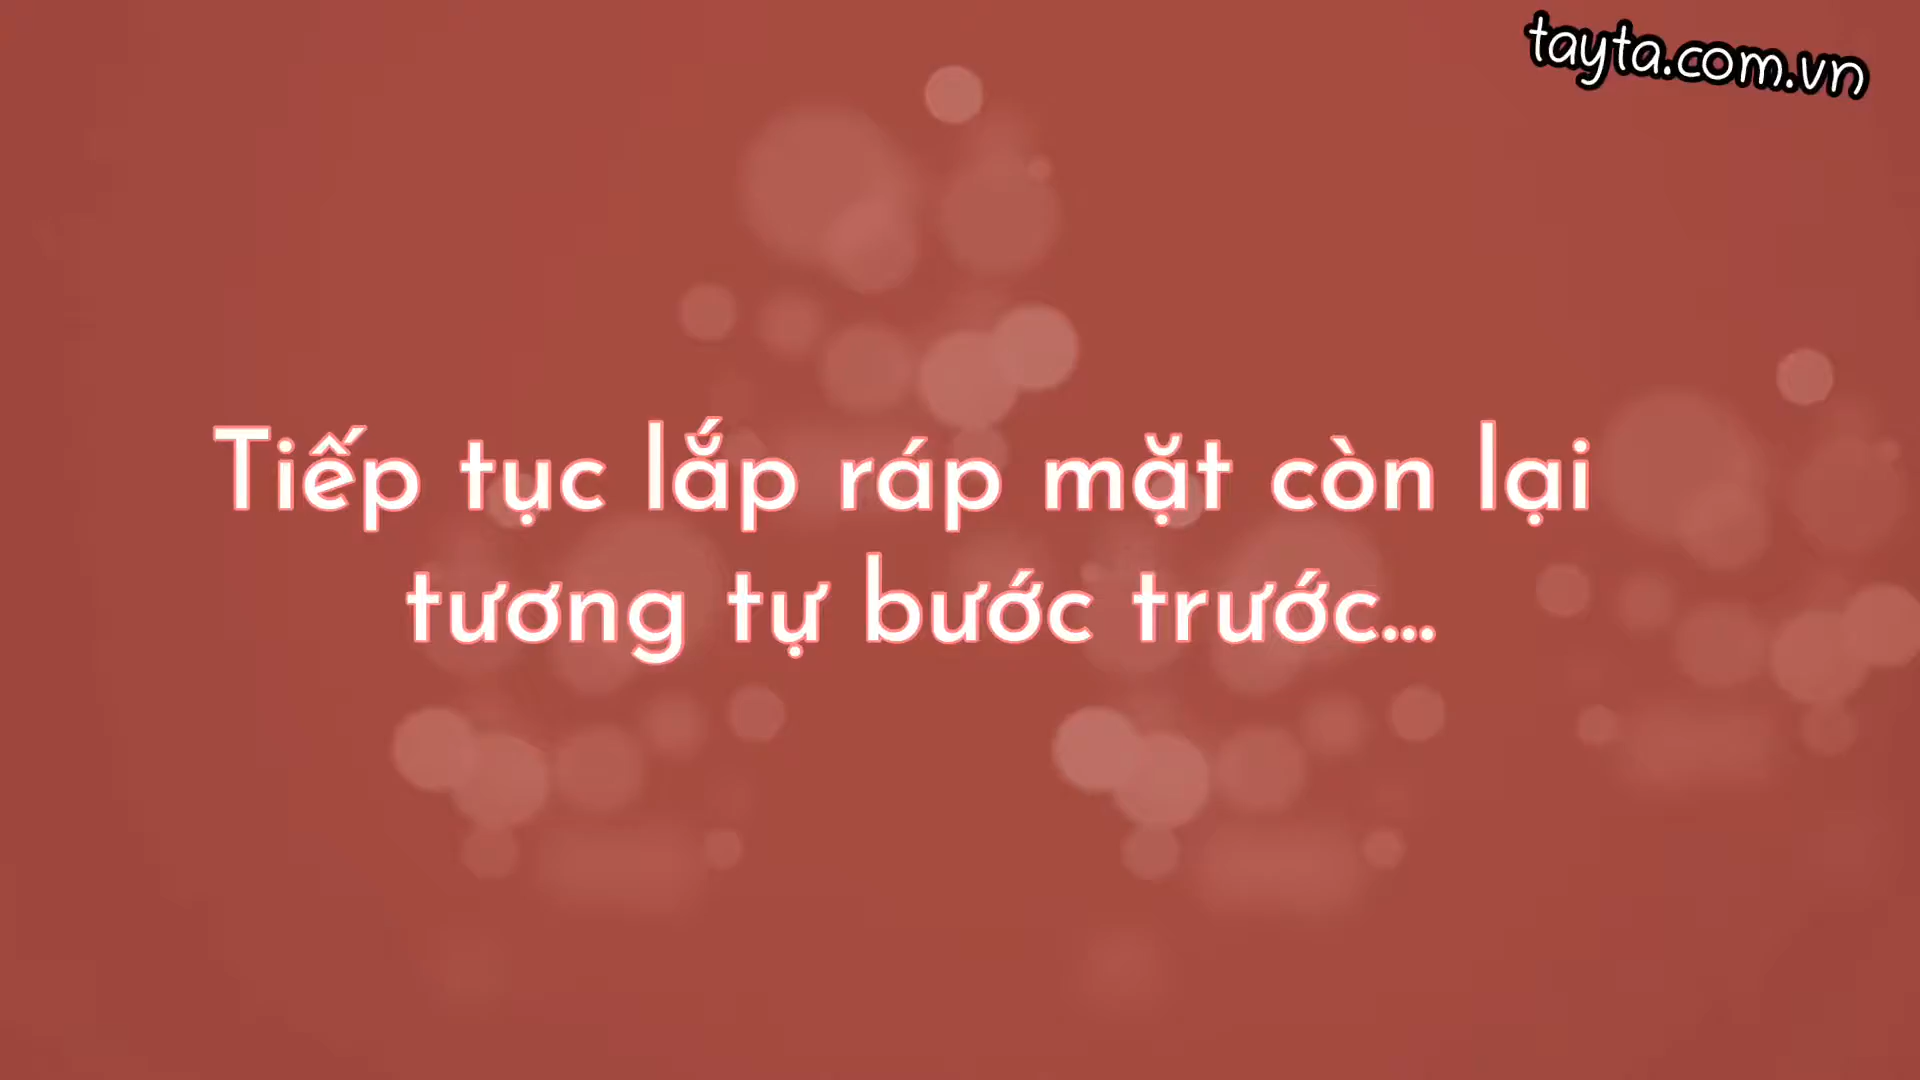 tayta.com.vn
Tiếp tục lắp ráp mặt còn lại
tương tự bước trước...